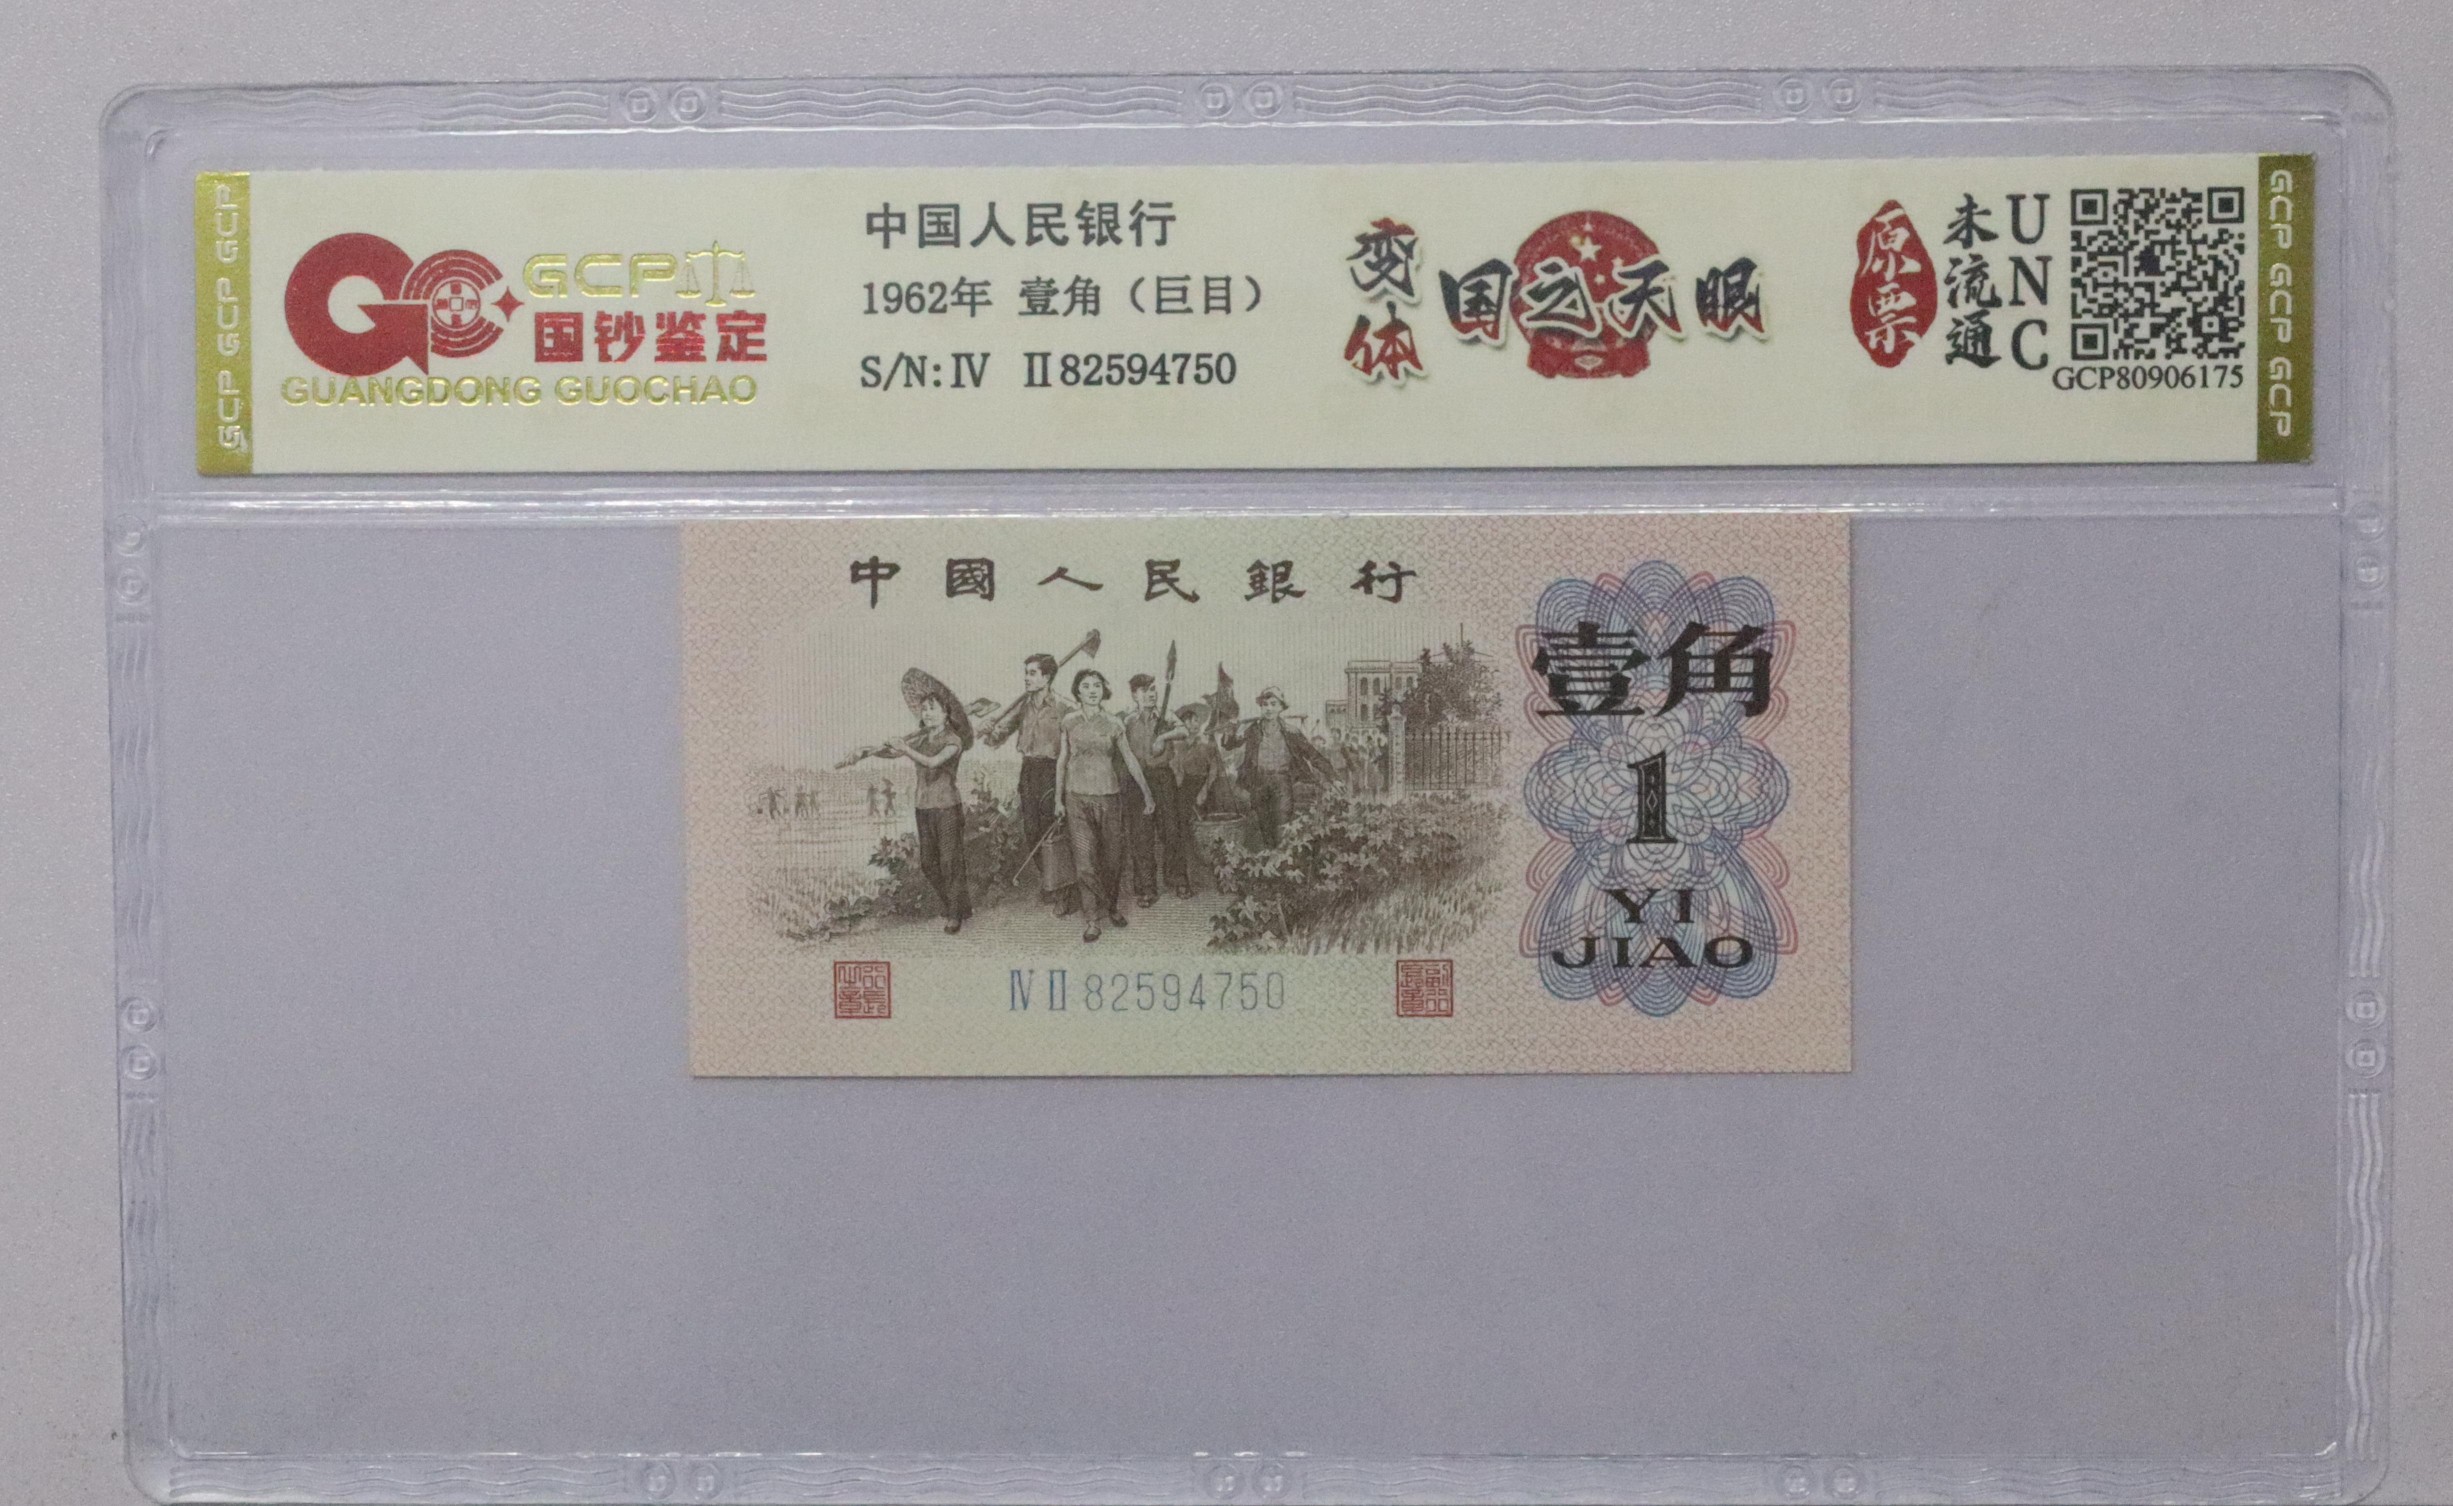 GCP GCP GCP
GCP
国钞鉴定
GUANGDONG GUOCHAO
中国人民银行
1962年 壹角（巨目）
S/N: Ⅳ Ⅱ82594750
变体
国之天眼
原票
未流通
UNC
GCP80906175
GCP GCP GCP
中國人民銀行
壹角
1
YI
JIAO
Ⅳ Ⅱ 82594750